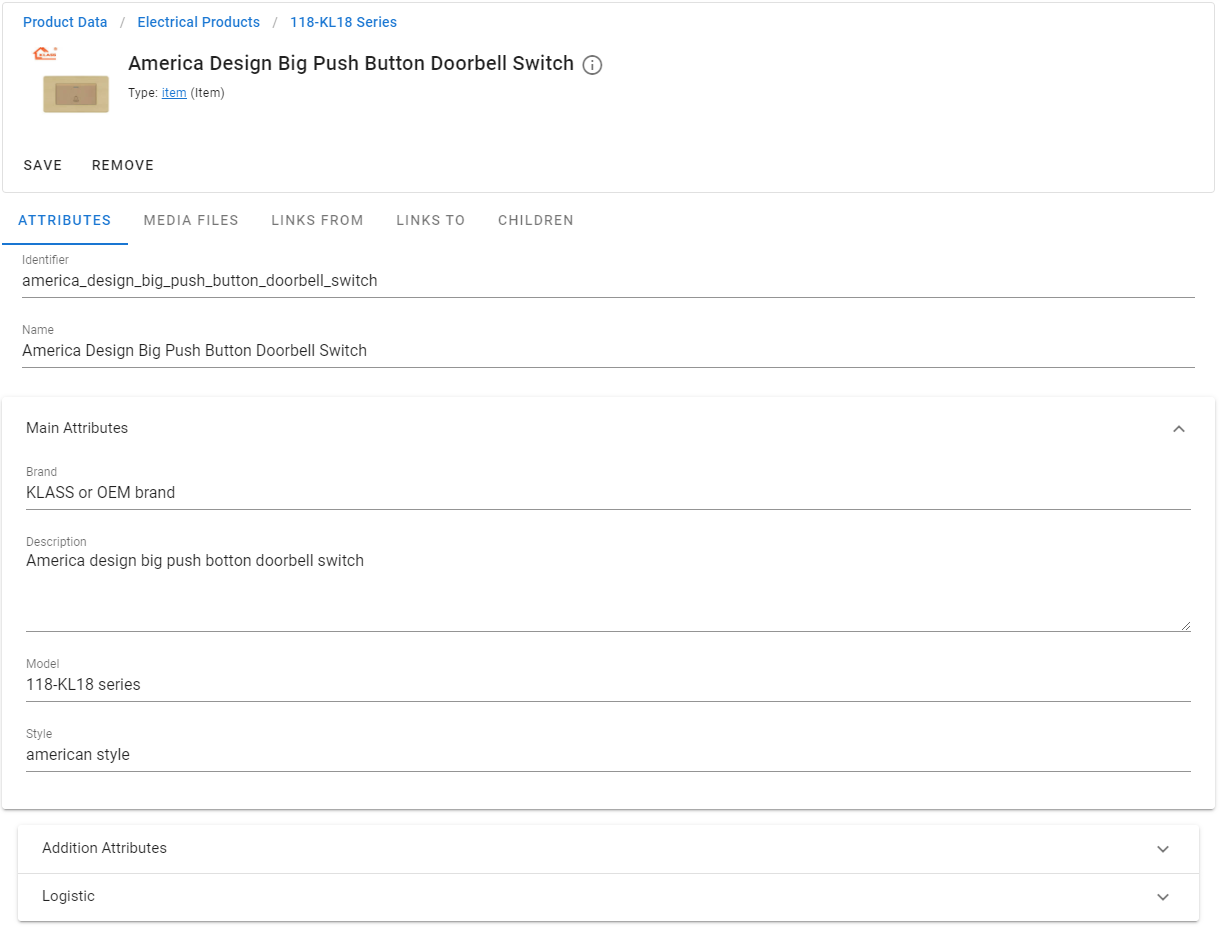 Product Data / Electrical Products / 118-KL18 Series
America Design Big Push Button Doorbell Switch
Type: item (Item)
SAVE REMOVE
ATTRIBUTES MEDIA FILES LINKS FROM LINKS TO CHILDREN
Identifier
america_design_big_push_button_doorbell_switch
Name
America Design Big Push Button Doorbell Switch
Main Attributes
Brand
KLASS or OEM brand
Description
America design big push botton doorbell switch
Model
118-KL18 series
Style
american style
Addition Attributes
Logistic